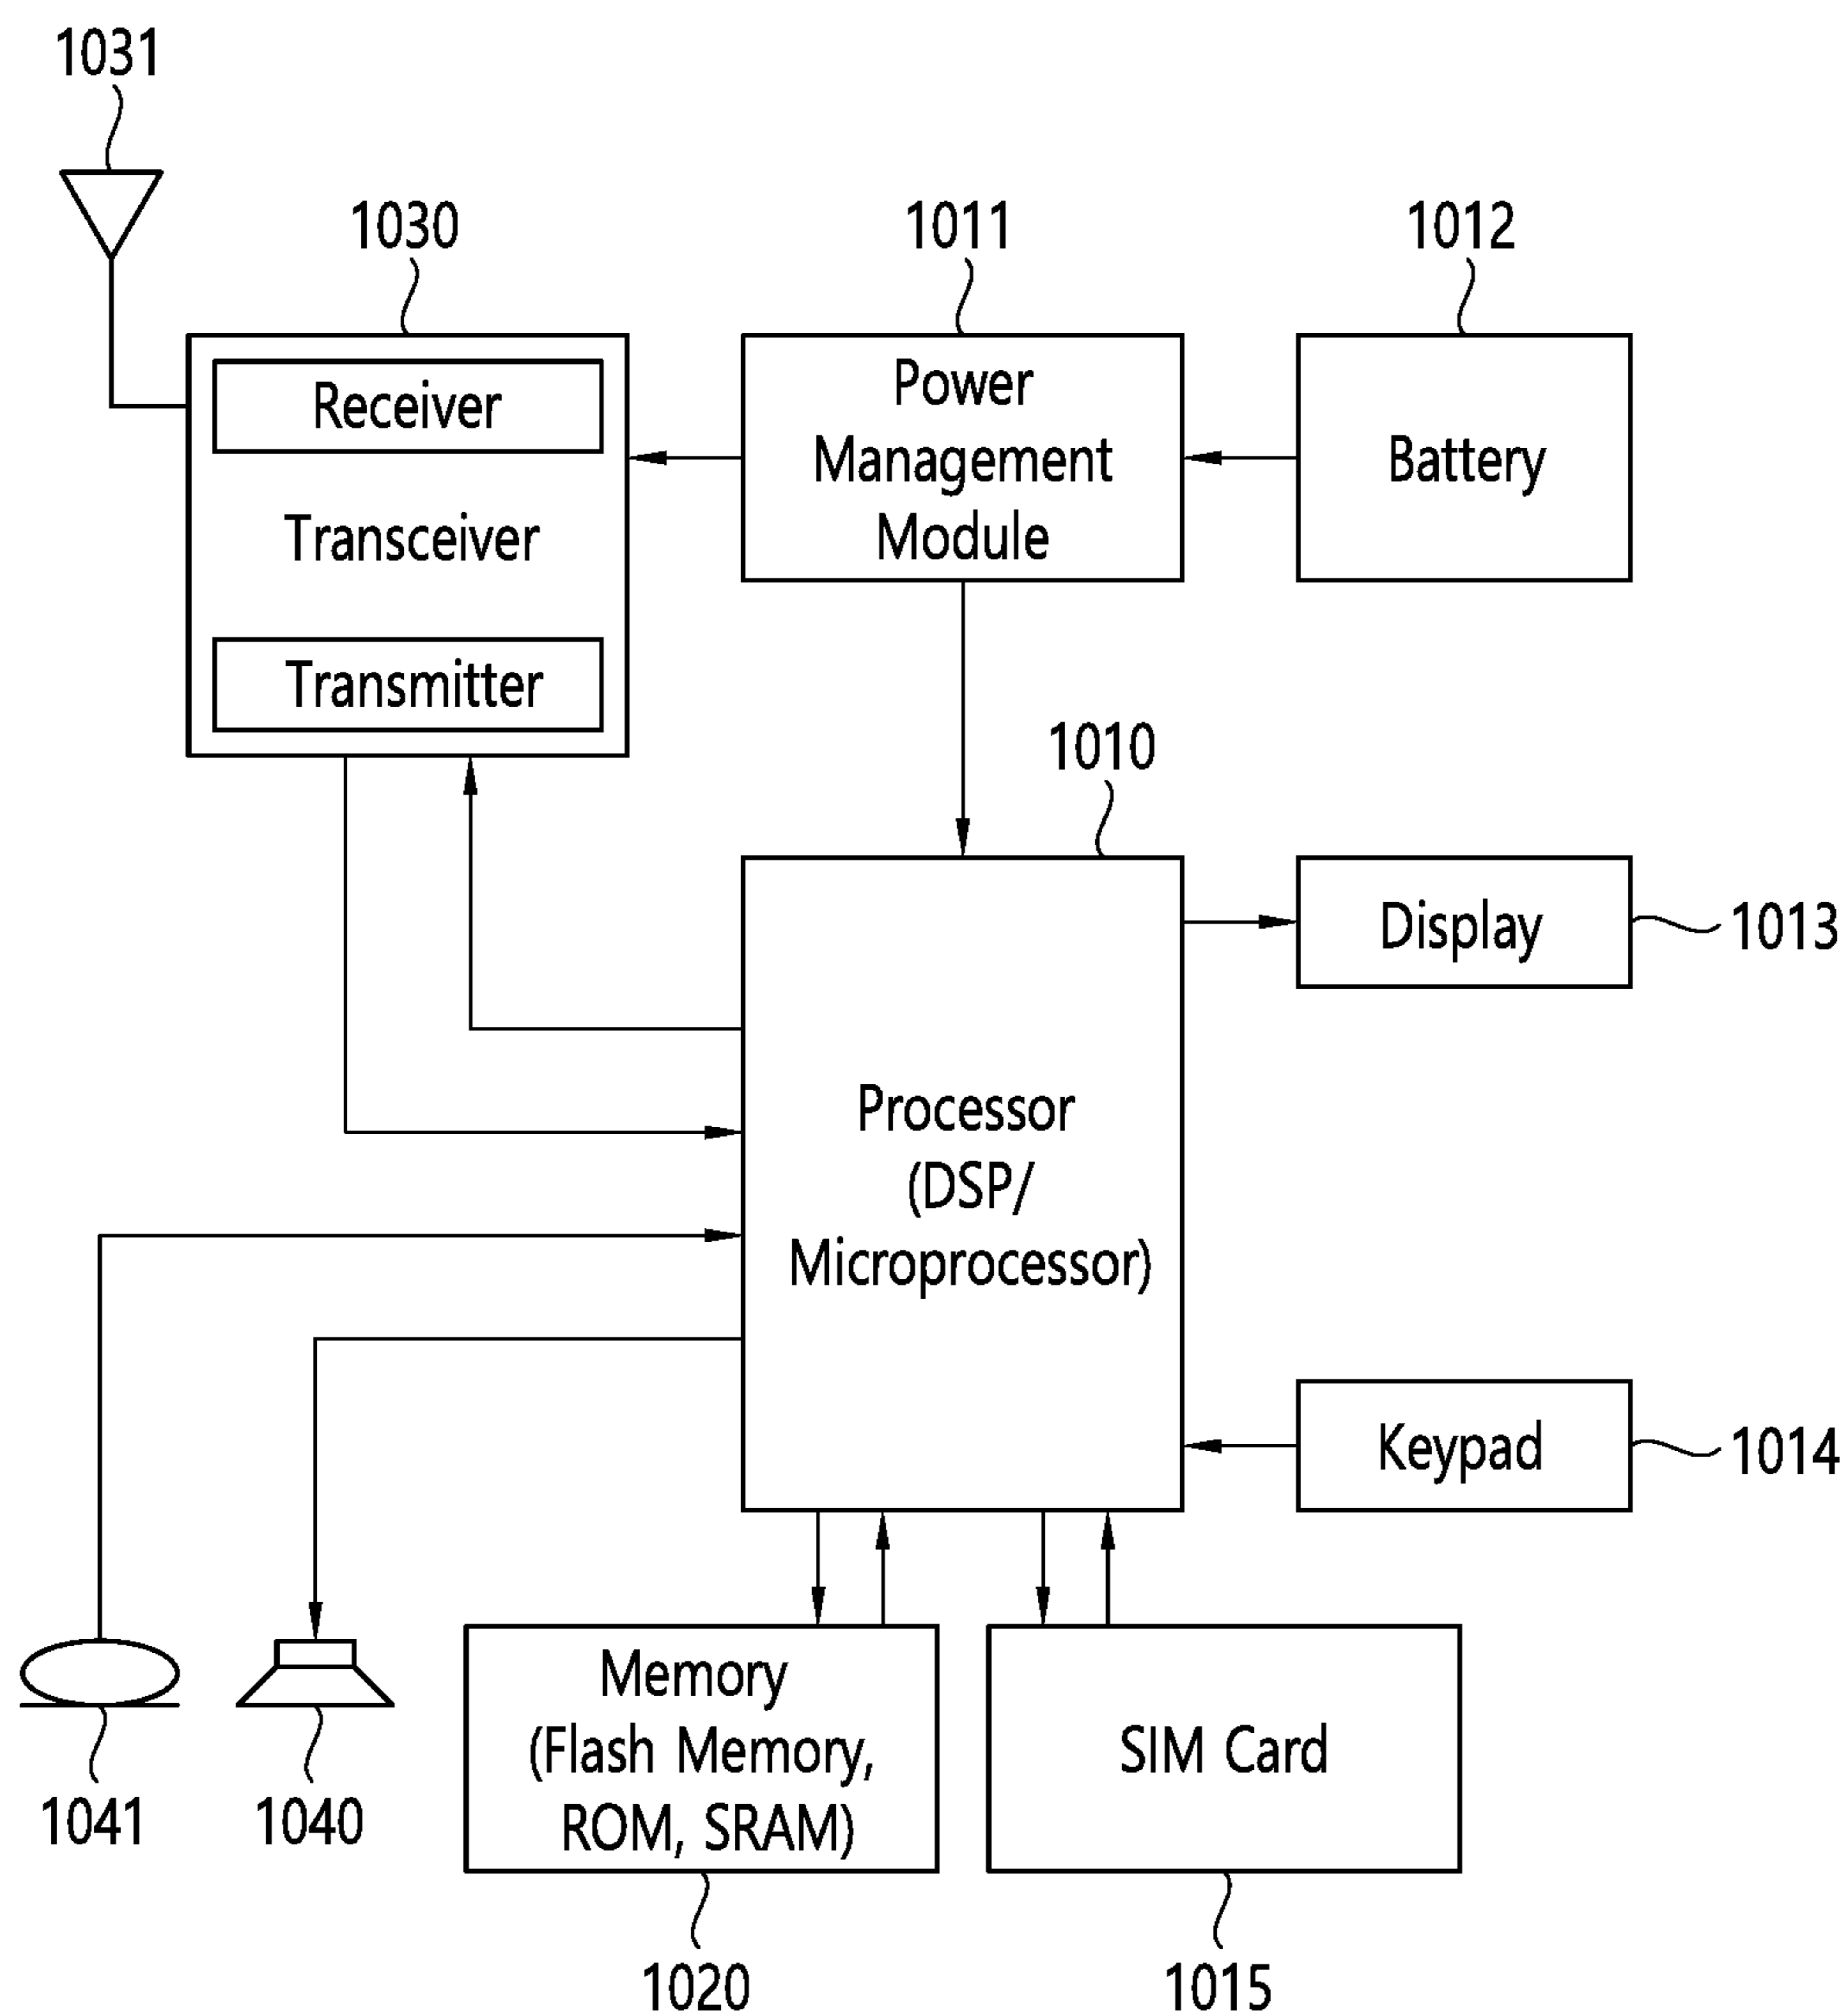 1031
1030
1011
1012
Receiver
Transceiver
Transmitter
Power
Management
Module
Battery
1010
Processor
(DSP/
Microprocessor)
Display
1013
Keypad
1014
1041
1040
Memory
(Flash Memory,
ROM, SRAM)
SIM Card
1020
1015